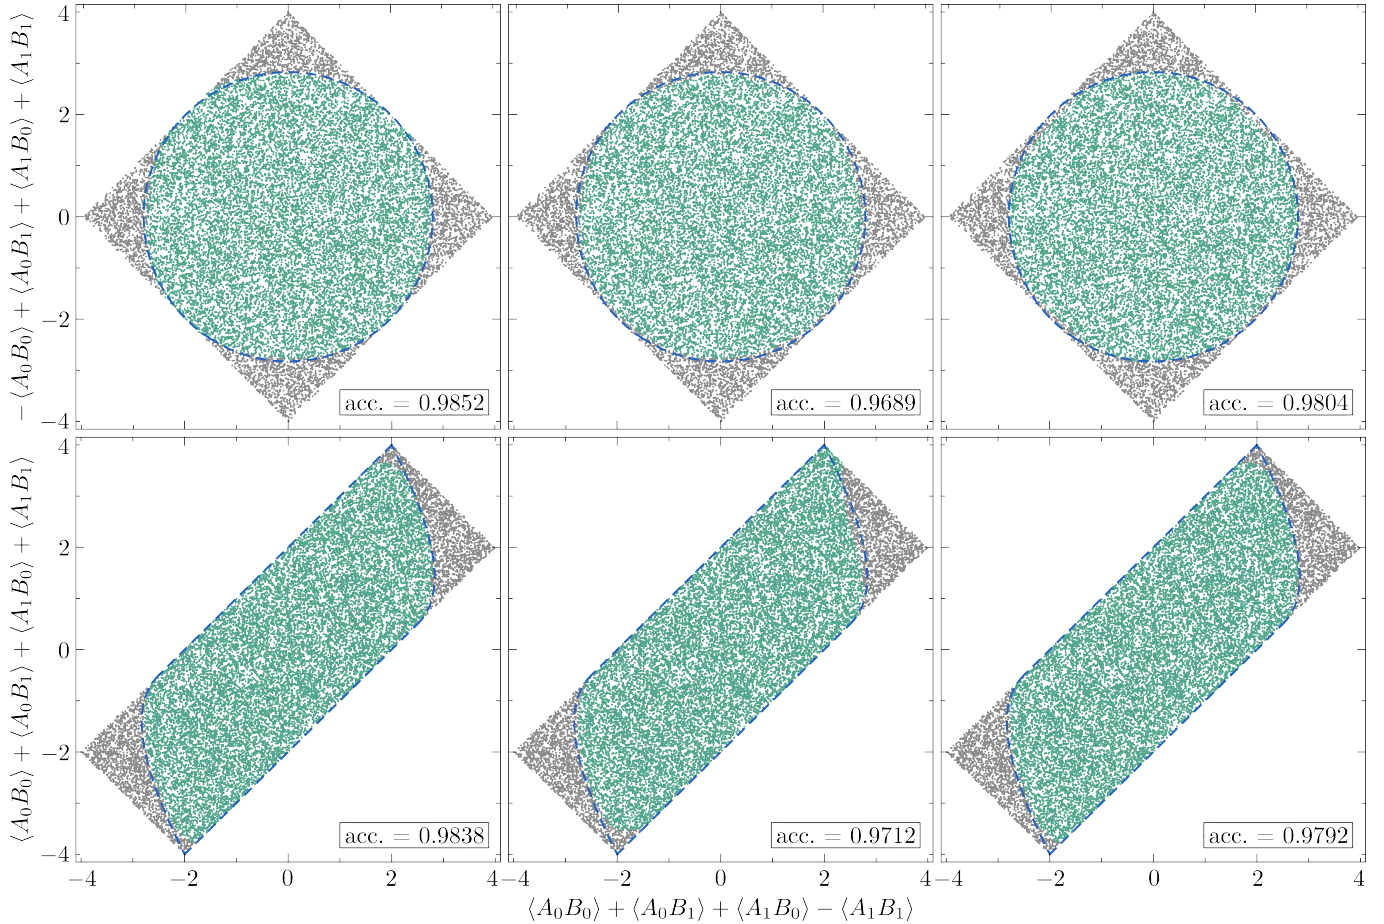 − ⟨A₀B₀⟩ + ⟨A₀B₁⟩ + ⟨A₁B₀⟩ + ⟨A₁B₁⟩
4
2
0
−2
−4
acc. = 0.9852
acc. = 0.9689
acc. = 0.9804
⟨A₀B₀⟩ + ⟨A₀B₁⟩ + ⟨A₁B₀⟩ + ⟨A₁B₁⟩
4
2
0
−2
−4
acc. = 0.9838
acc. = 0.9712
acc. = 0.9792
−4 −2 0 2 4
−4 −2 0 2 4
−4 −2 0 2 4
⟨A₀B₀⟩ + ⟨A₀B₁⟩ + ⟨A₁B₀⟩ − ⟨A₁B₁⟩